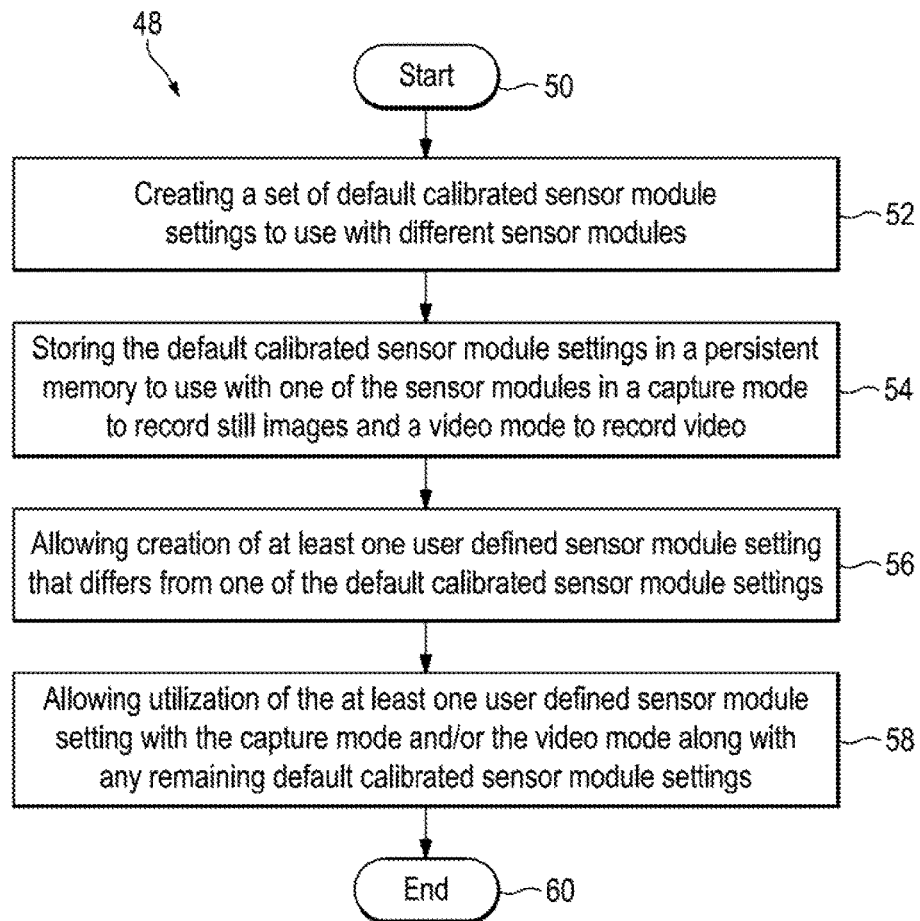 48
Start
50
Creating a set of default calibrated sensor module
settings to use with different sensor modules
52
Storing the default calibrated sensor module settings in a persistent
memory to use with one of the sensor modules in a capture mode
to record still images and a video mode to record video
54
Allowing creation of at least one user defined sensor module setting
that differs from one of the default calibrated sensor module settings
56
Allowing utilization of the at least one user defined sensor module
setting with the capture mode and/or the video mode along with
any remaining default calibrated sensor module settings
58
End
60